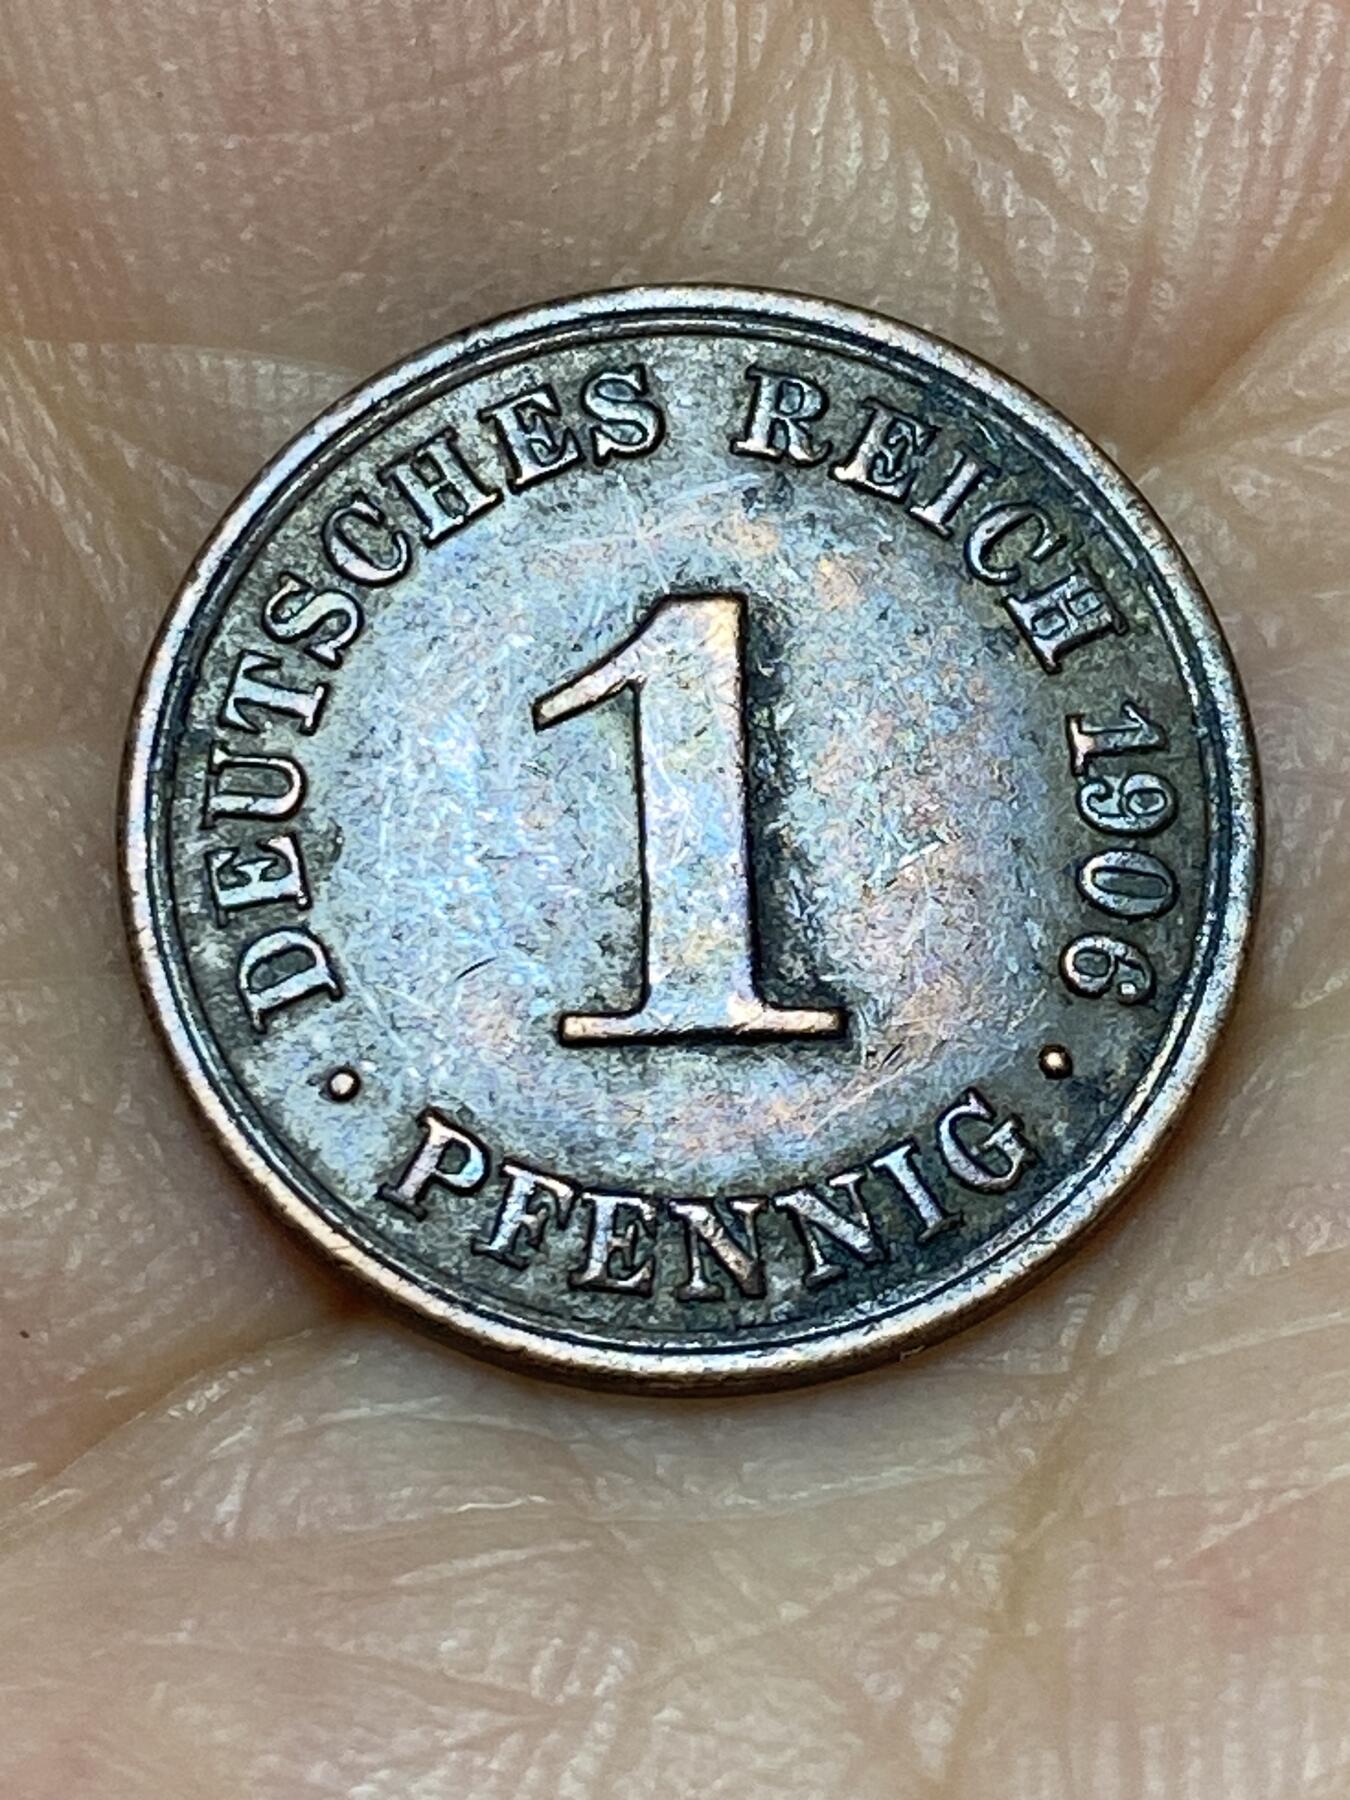 DEUTSCHES REICH 1906
1
· PFENNIG ·